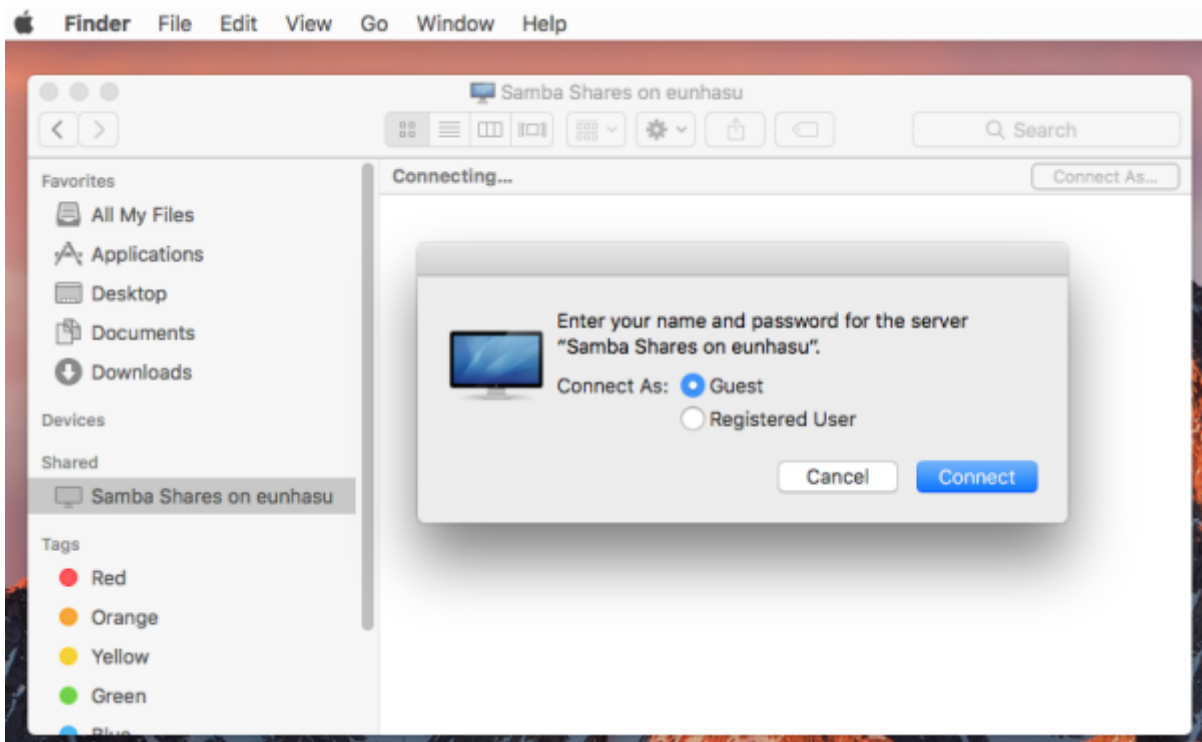 Finder File Edit View Go Window Help
Samba Shares on eunhasu
Search
Favorites
All My Files
Applications
Desktop
Documents
Downloads
Devices
Shared
Samba Shares on eunhasu
Tags
Red
Orange
Yellow
Green
Blue
Connecting...
Connect As...
Enter your name and password for the server
“Samba Shares on eunhasu”.
Connect As: Guest
Registered User
Cancel Connect